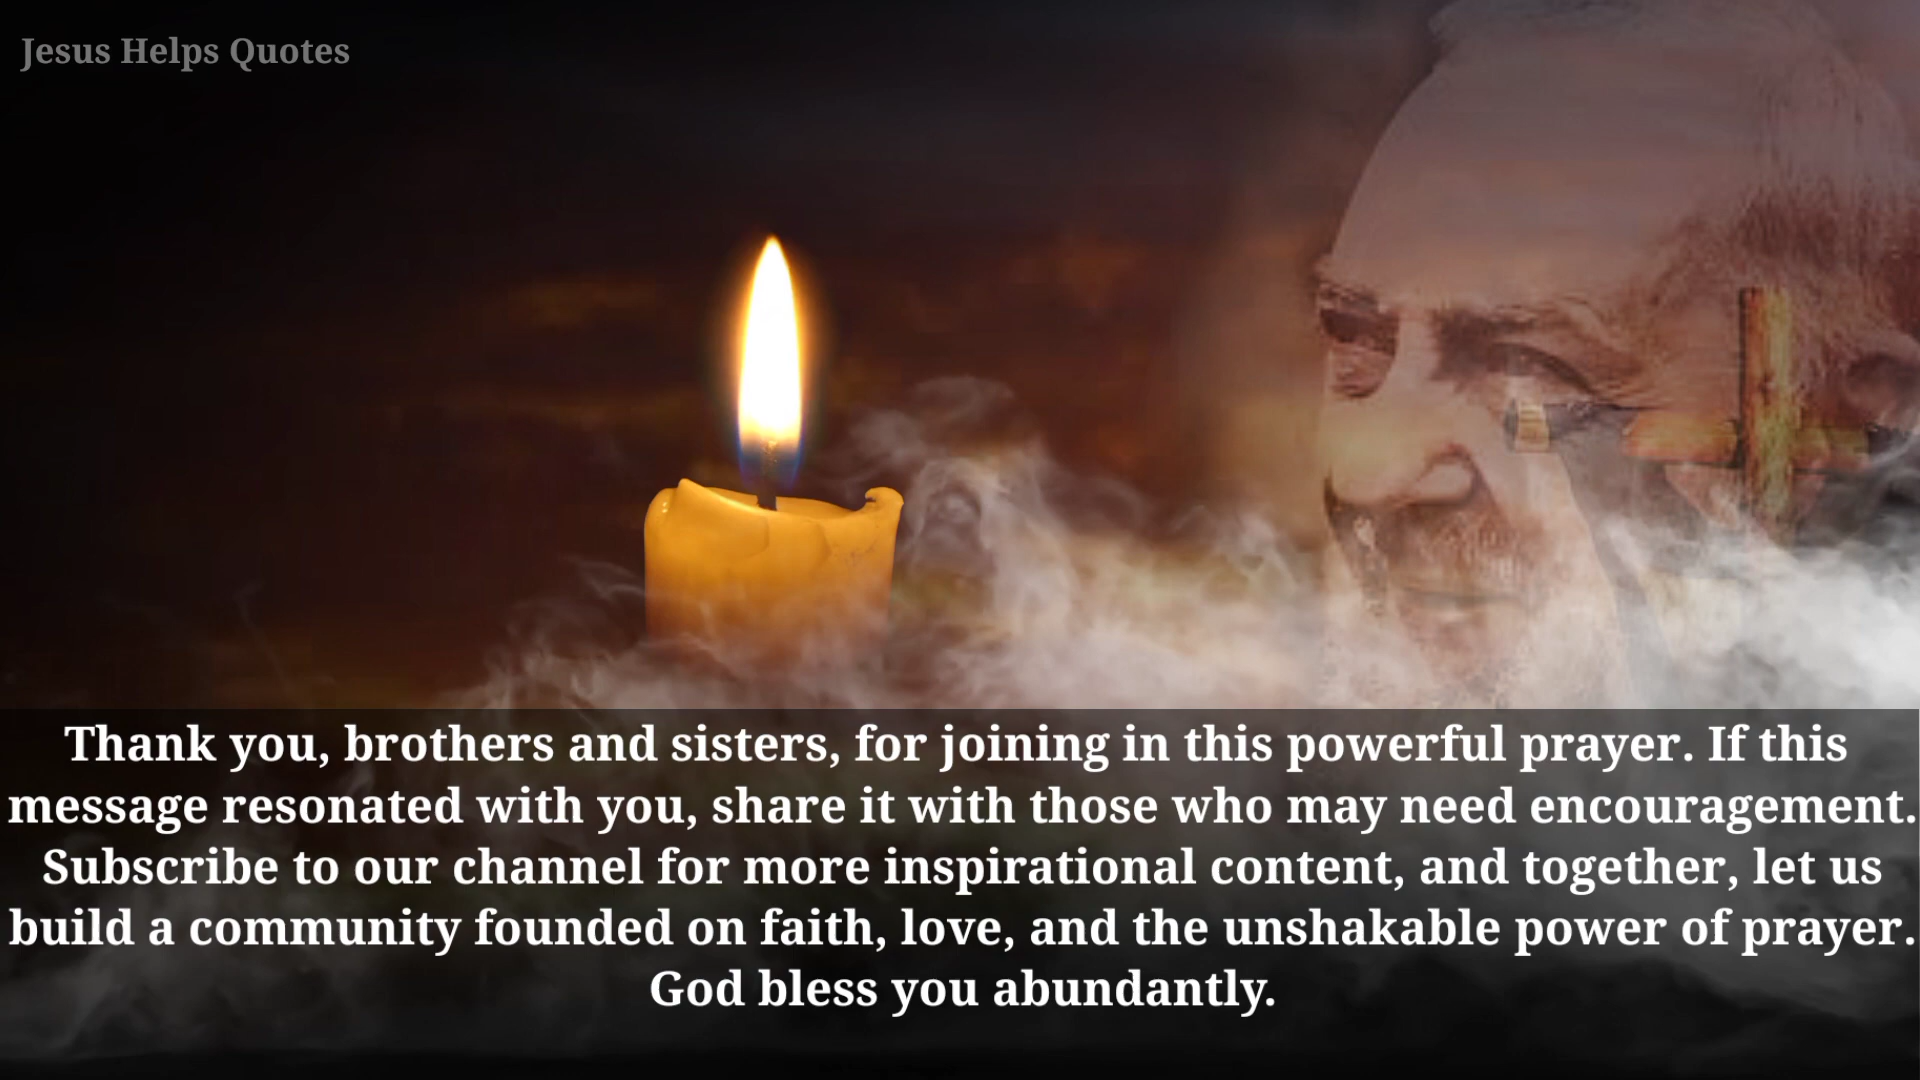 Jesus Helps Quotes
Thank you, brothers and sisters, for joining in this powerful prayer. If this
message resonated with you, share it with those who may need encouragement.
Subscribe to our channel for more inspirational content, and together, let us
build a community founded on faith, love, and the unshakable power of prayer.
God bless you abundantly.